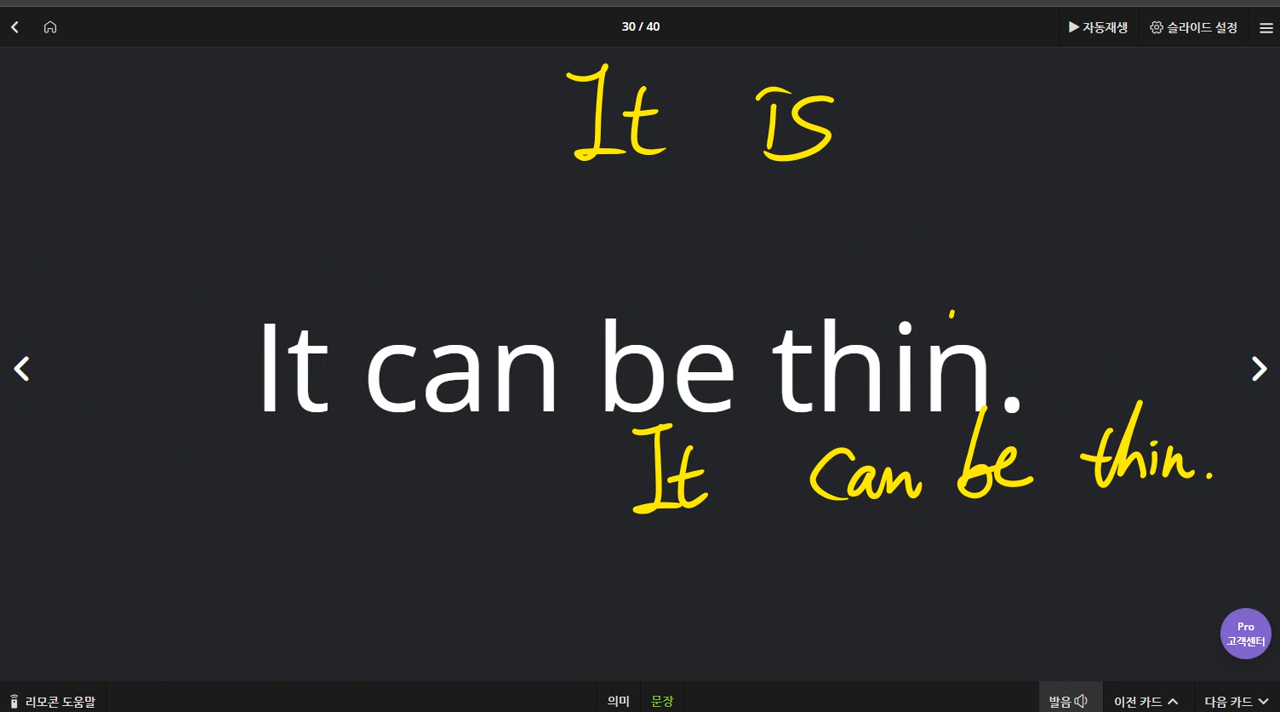 30 / 40
자동재생
슬라이드 설정
It is
It can be thin.
It can be thin.
Pro
고객센터
리모콘 도움말
의미
문장
발음
이전 카드
다음 카드